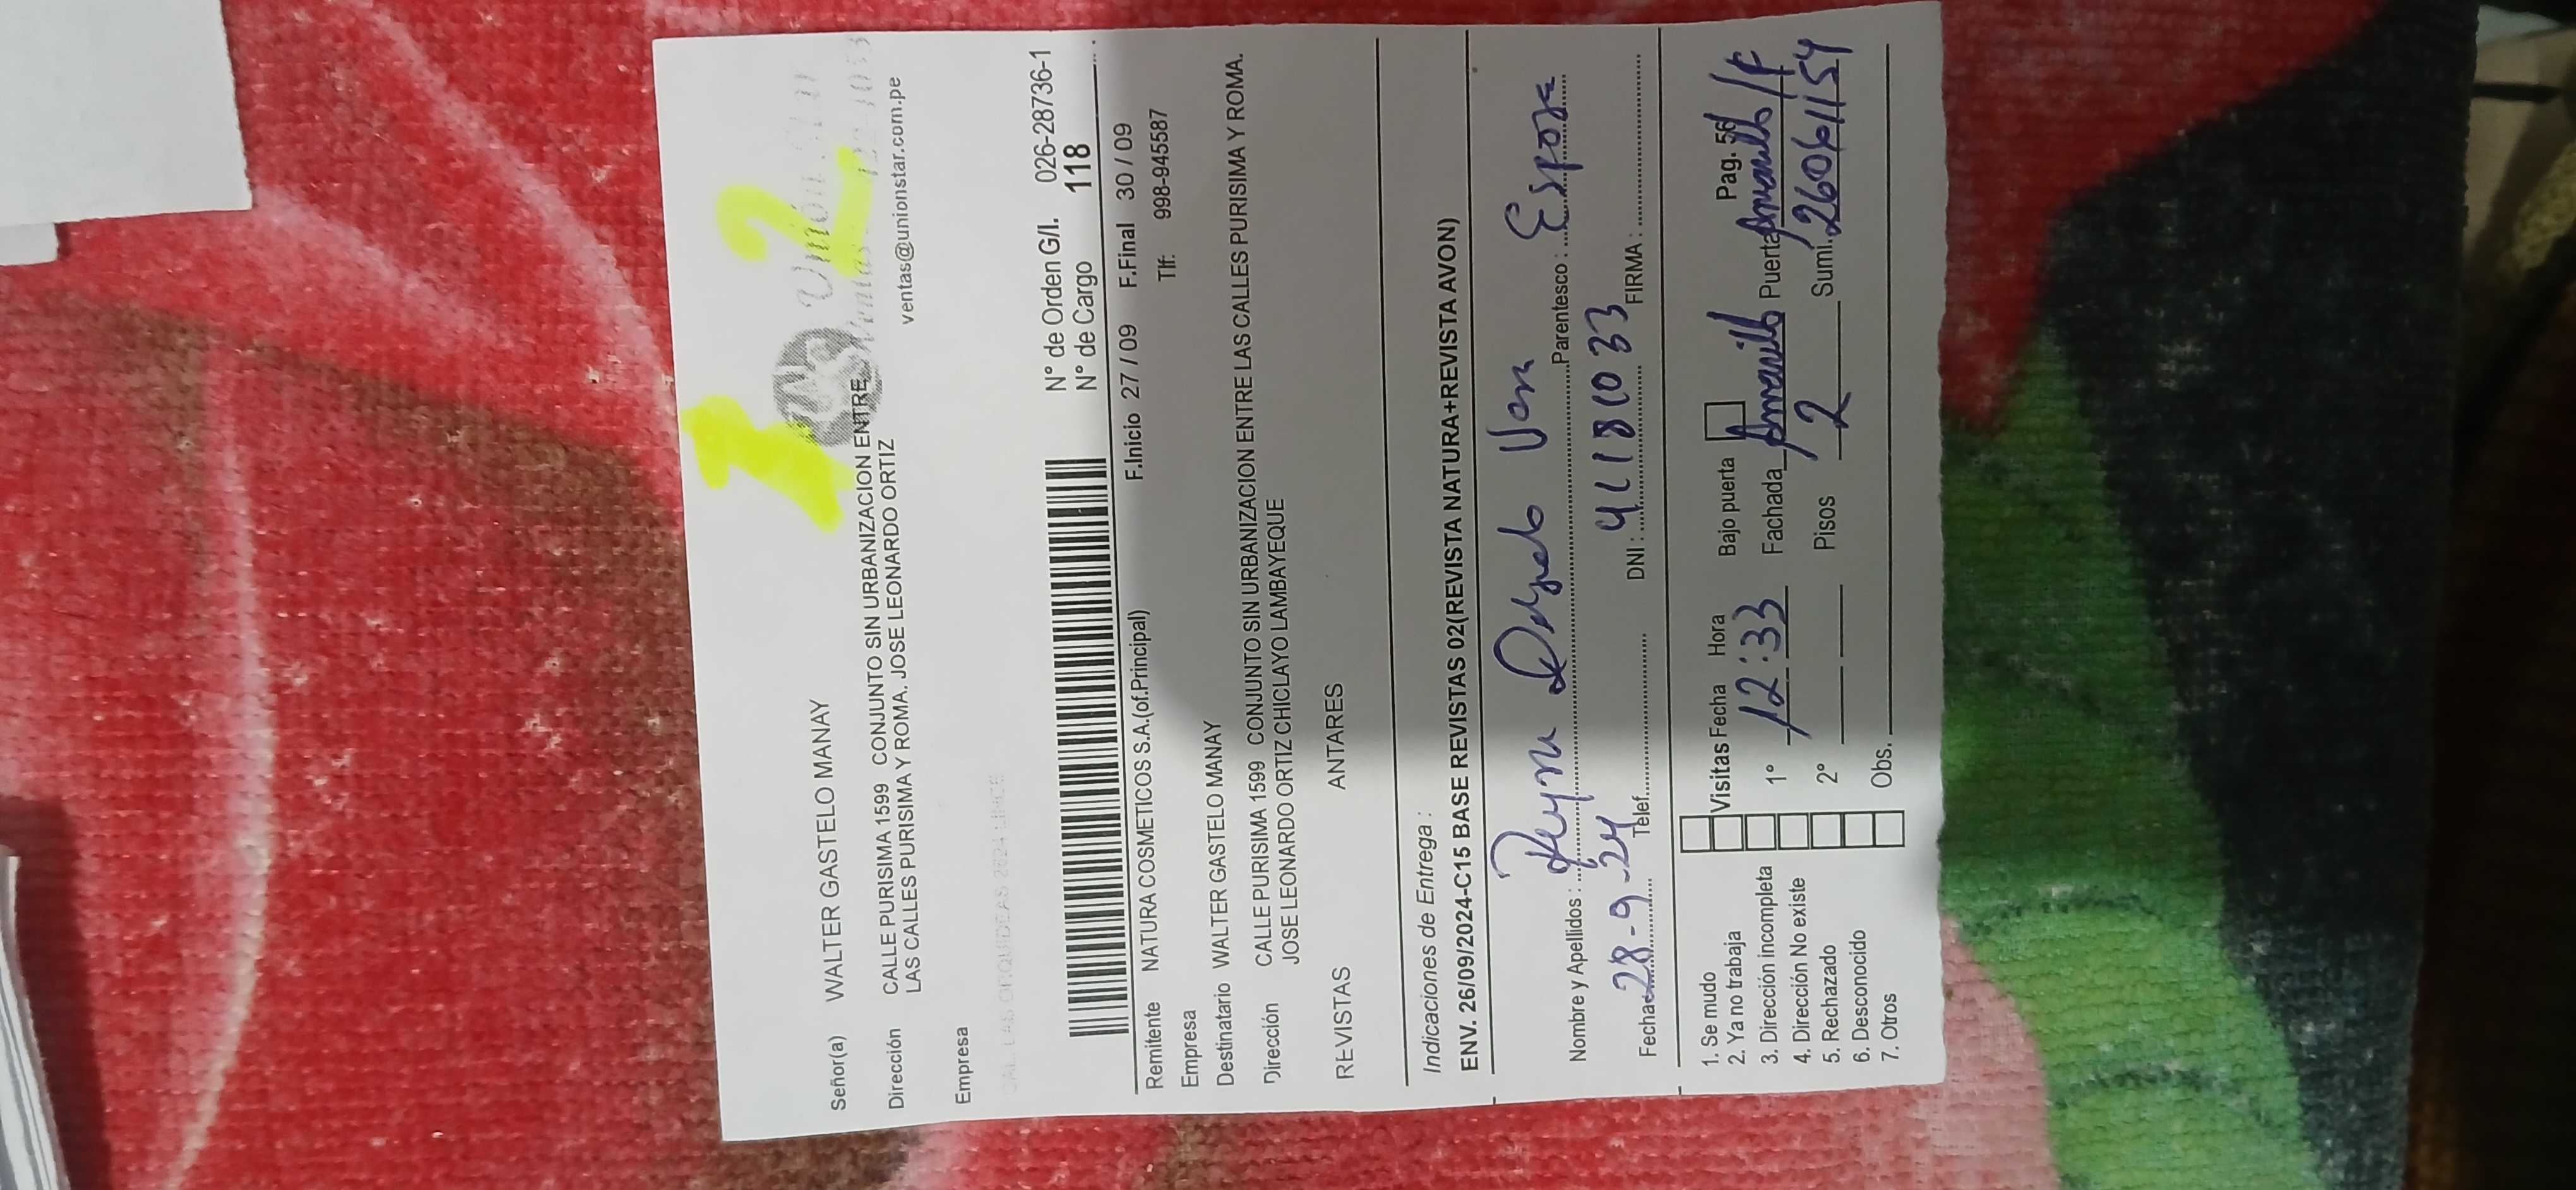 1 2
Unión Star
Señor(a) WALTER GASTELO MANAY
Dirección CALLE PURISIMA 1599 CONJUNTO SIN URBANIZACION ENTRE
LAS CALLES PURISIMA Y ROMA. JOSE LEONARDO ORTIZ
ventas@unionstar.com.pe
Empresa
N° de Orden G/I. 026-28736-1
N° de Cargo 118
F.Inicio 27 / 09 F.Final 30 / 09
Remitente NATURA COSMETICOS S.A.(of.Principal) Tlf: 998-945587
Empresa
Destinatario WALTER GASTELO MANAY
Dirección CALLE PURISIMA 1599 CONJUNTO SIN URBANIZACION ENTRE LAS CALLES PURISIMA Y ROMA.
JOSE LEONARDO ORTIZ CHICLAYO LAMBAYEQUE
REVISTAS ANTARES
Indicaciones de Entrega :
ENV. 26/09/2024-C15 BASE REVISTAS 02(REVISTA NATURA+REVISTA AVON)
Nombre y Apellidos : Reyna Delgado Parentesco : Esposa
Fecha 28-9-24 Telef. DNI : 41180033 FIRMA :
1. Se mudo Visitas Fecha Hora Bajo puerta Pag. 56
2. Ya no trabaja
3. Dirección incompleta 1° 12:33 Fachada Amarillo Puerta Amarillo/F
4. Dirección No existe
5. Rechazado 2° Pisos 2 Sumi. 26061154
6. Desconocido
7. Otros Obs.